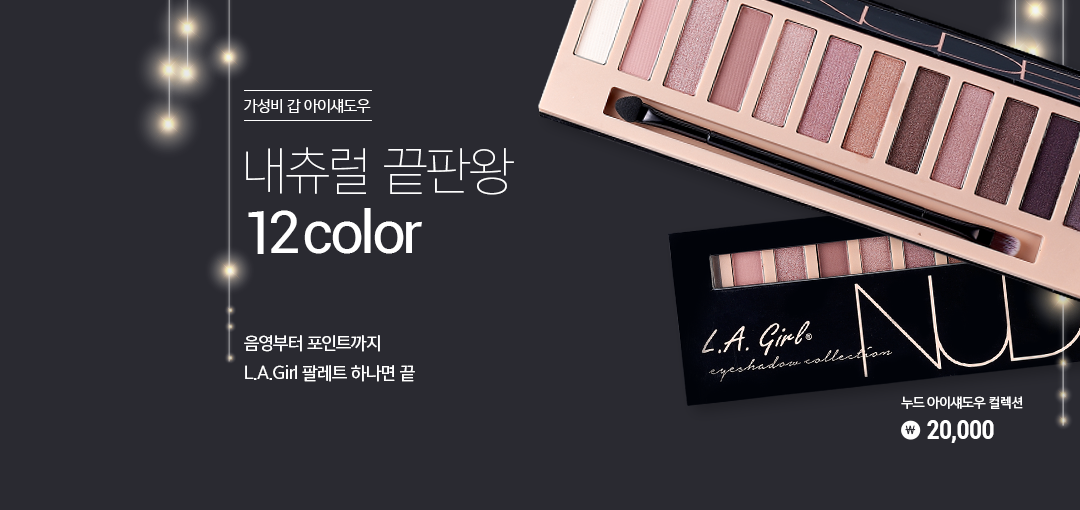 가성비 갑 아이섀도우
내츄럴 끝판왕
12color
음영부터 포인트까지
L.A.Girl 팔레트 하나면 끝
L.A. Girl®
eyeshadow collection
NUD
누드 아이섀도우 컬렉션
₩ 20,000